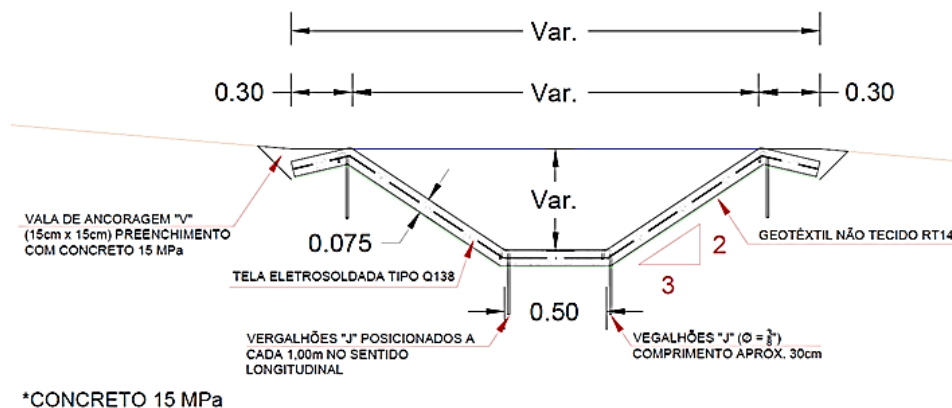 Var.
0.30
Var.
0.30
Var.
VALA DE ANCORAGEM "V"
(15cm x 15cm) PREENCHIMENTO
COM CONCRETO 15 MPa
0.075
2
GEOTÊXTIL NÃO TECIDO RT14
TELA ELETROSOLDADA TIPO Q138
3
0.50
VERGALHÕES "J" POSICIONADOS A
CADA 1,00m NO SENTIDO
LONGITUDINAL
VEGALHÕES "J" (Ø = 3/8")
COMPRIMENTO APROX. 30cm
*CONCRETO 15 MPa